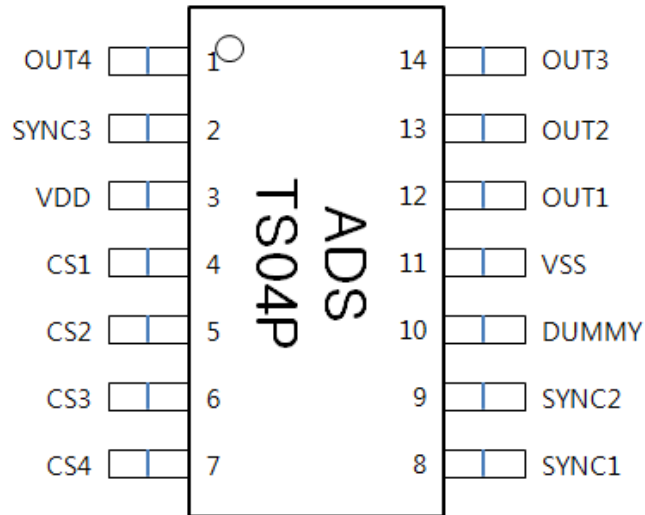 OUT4 1 14 OUT3
SYNC3 2 13 OUT2
VDD 3 12 OUT1
CS1 4 11 VSS
CS2 5 10 DUMMY
CS3 6 9 SYNC2
CS4 7 8 SYNC1
ADS
TS04P